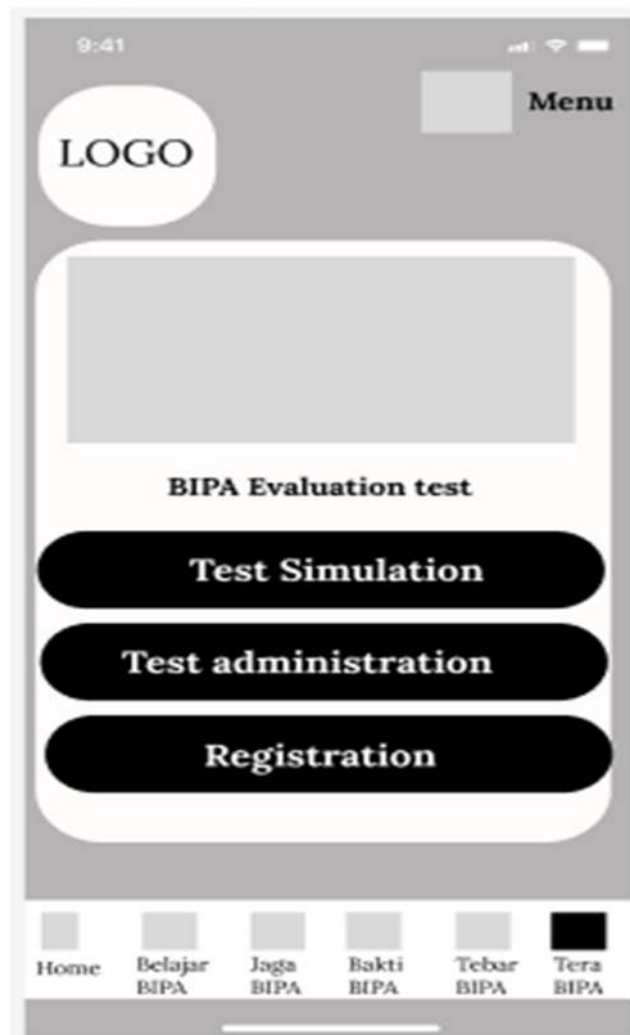 9:41
Menu
LOGO
BIPA Evaluation test
Test Simulation
Test administration
Registration
Home
Belajar
BIPA
Jaga
BIPA
Bakti
BIPA
Tebar
BIPA
Tera
BIPA